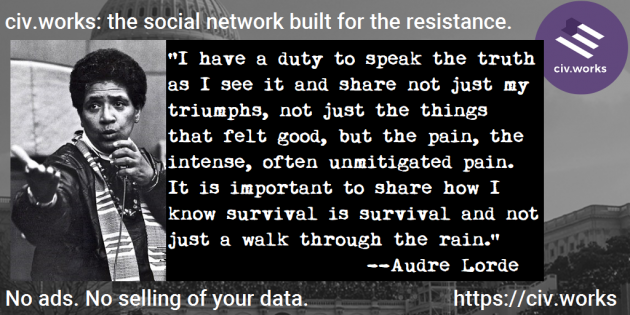 civ.works: the social network built for the resistance.
civ.works
"I have a duty to speak the truth
as I see it and share not just my
triumphs, not just the things
that felt good, but the pain, the
intense, often unmitigated pain.
It is important to share how I
know survival is survival and not
just a walk through the rain."
--Audre Lorde
No ads. No selling of your data.
https://civ.works